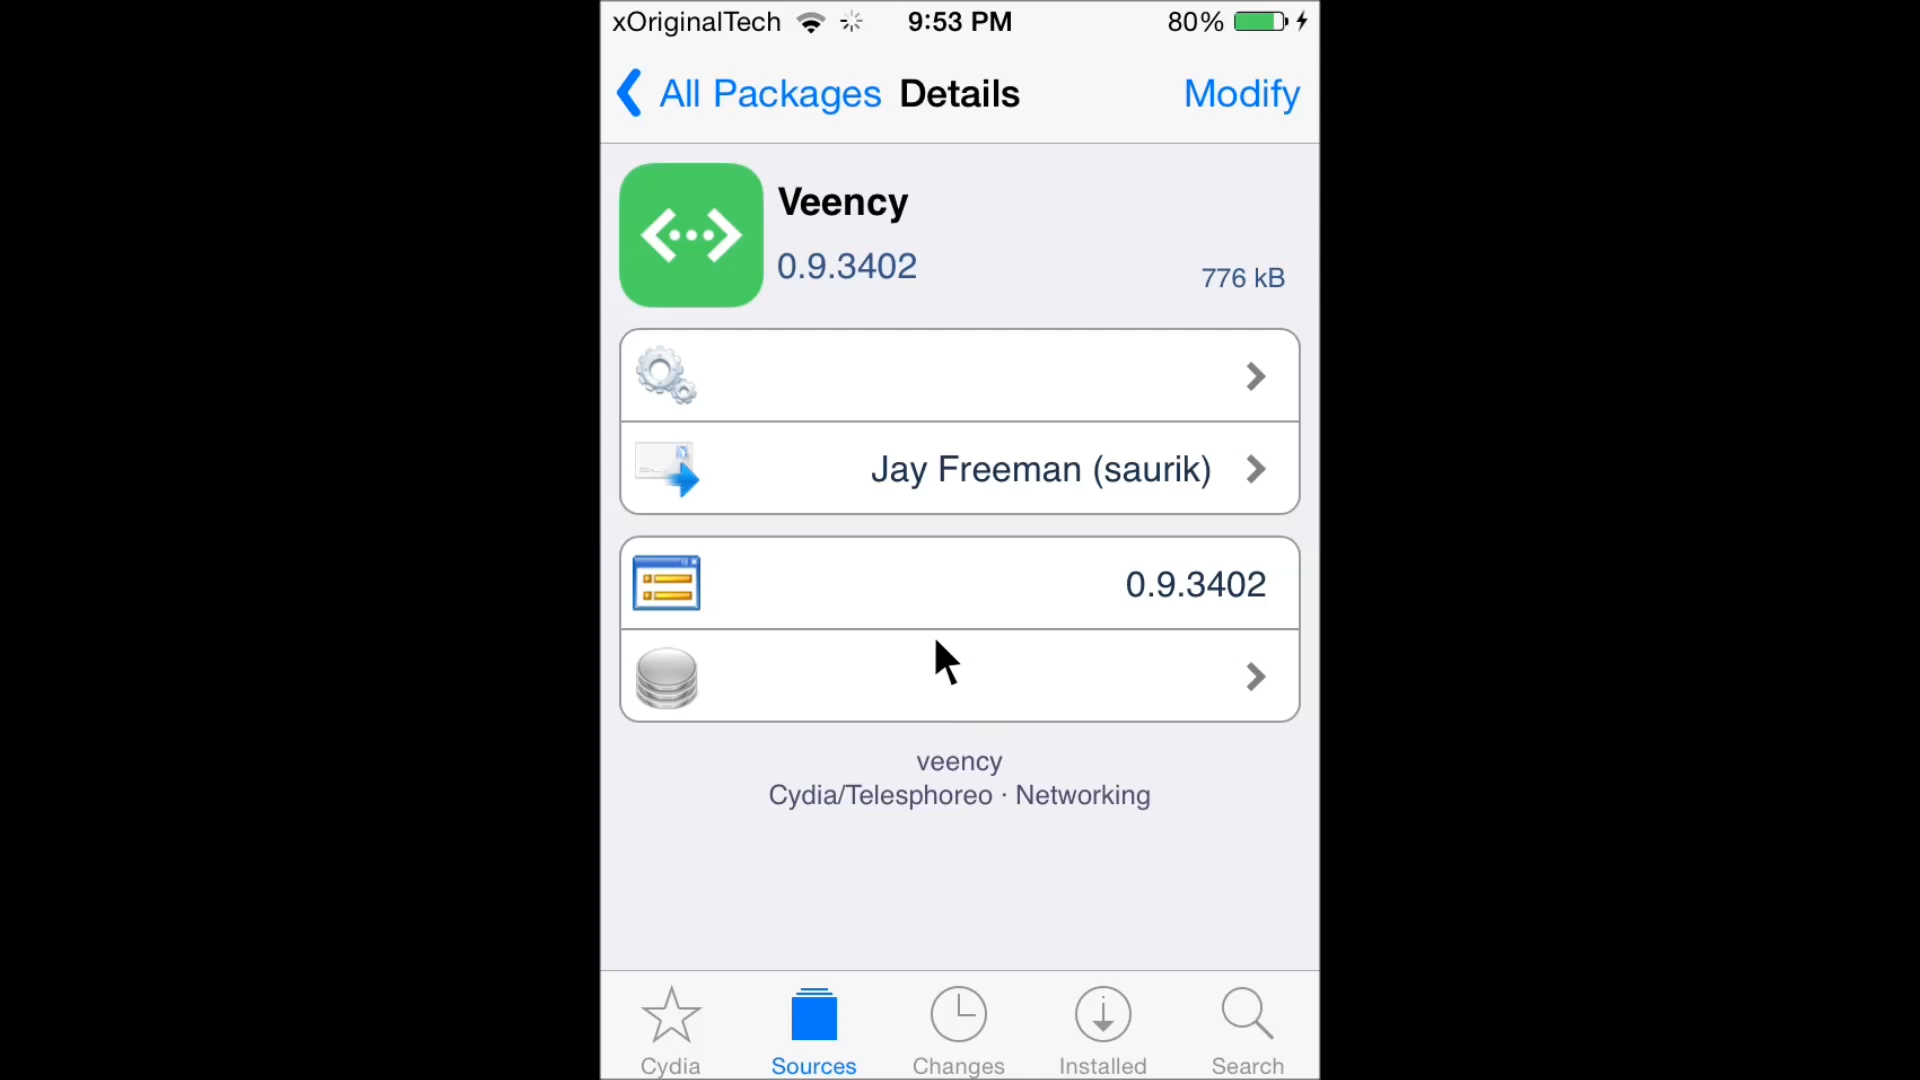 xOriginalTech 9:53 PM 80%
All Packages Details Modify
Veency
0.9.3402
776 kB
Jay Freeman (saurik)
0.9.3402
veency
Cydia/Telesphoreo · Networking
Cydia Sources Changes Installed Search